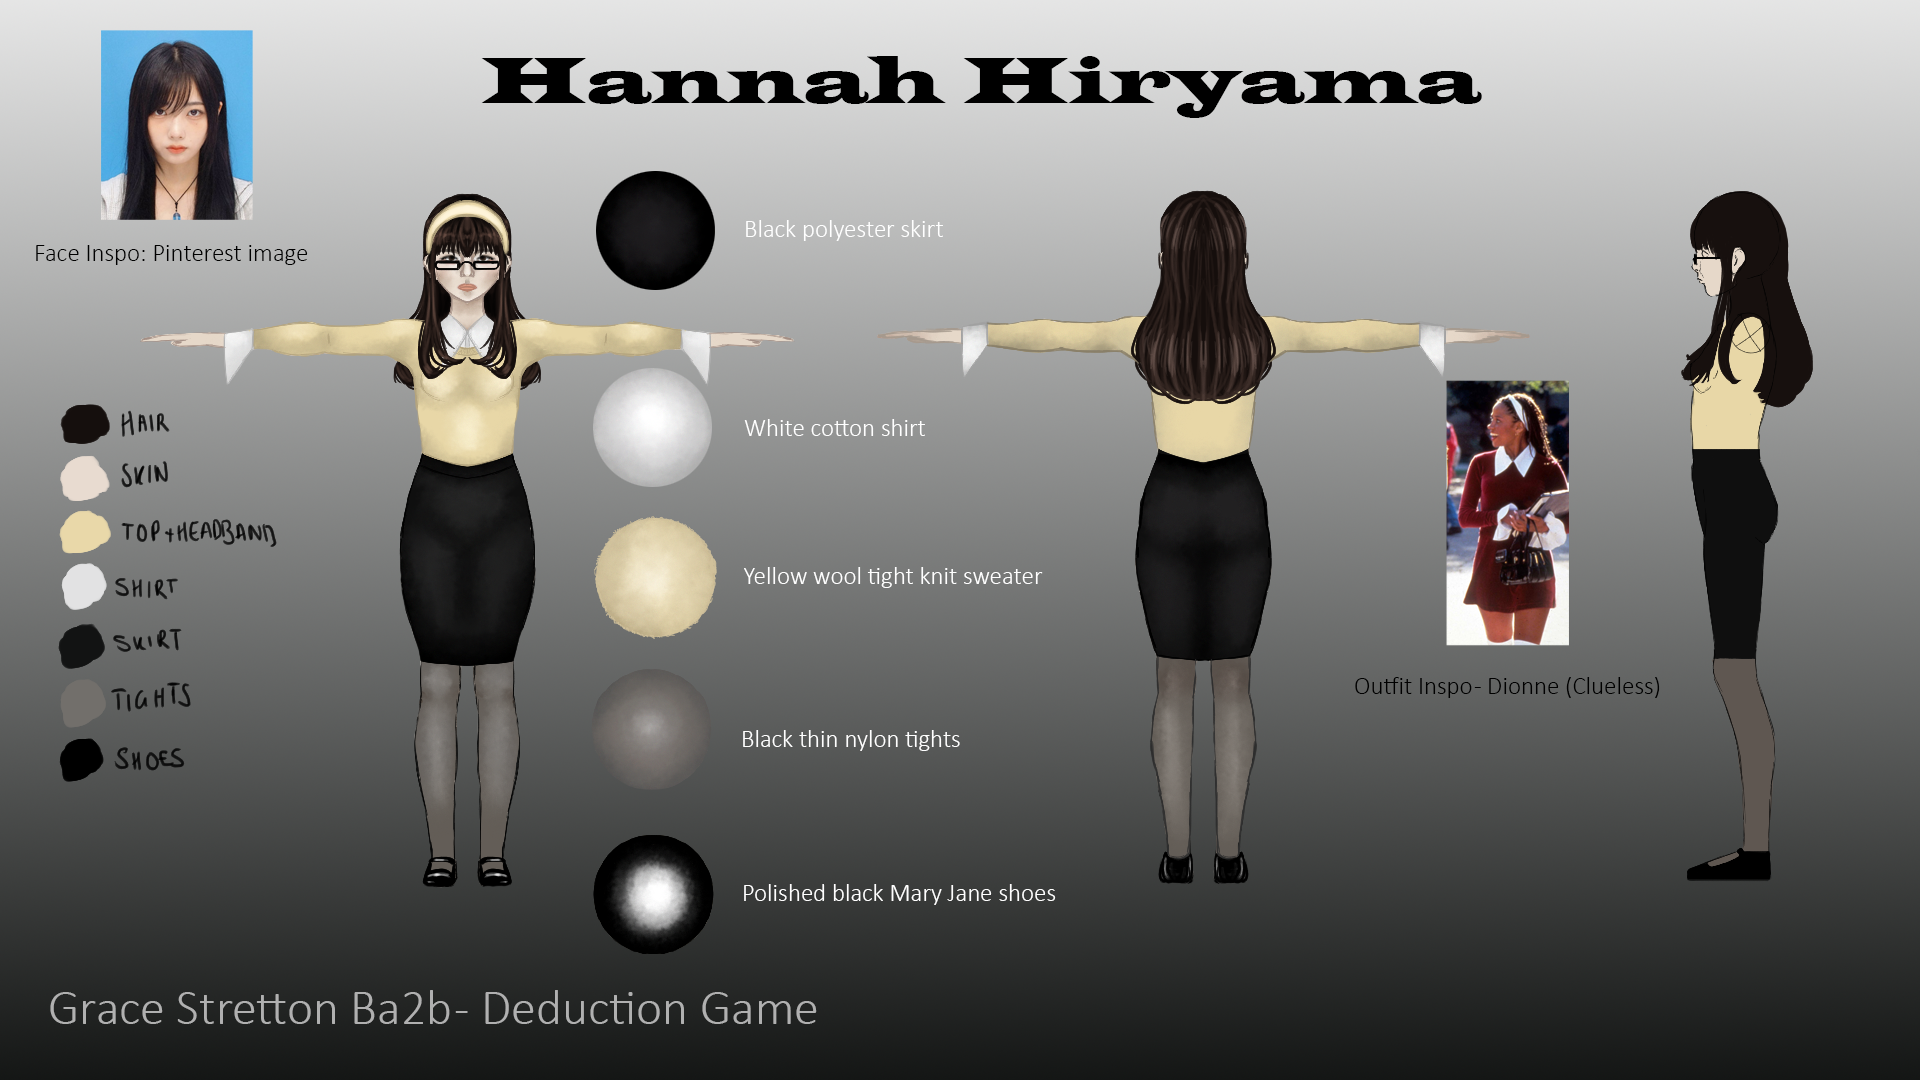 Hannah Hiryama
Face Inspo: Pinterest image
HAIR
SKIN
TOP+HEADBAND
SHIRT
SKIRT
TIGHTS
SHOES
Black polyester skirt
White cotton shirt
Yellow wool tight knit sweater
Black thin nylon tights
Polished black Mary Jane shoes
Outfit Inspo- Dionne (Clueless)
Grace Stretton Ba2b- Deduction Game